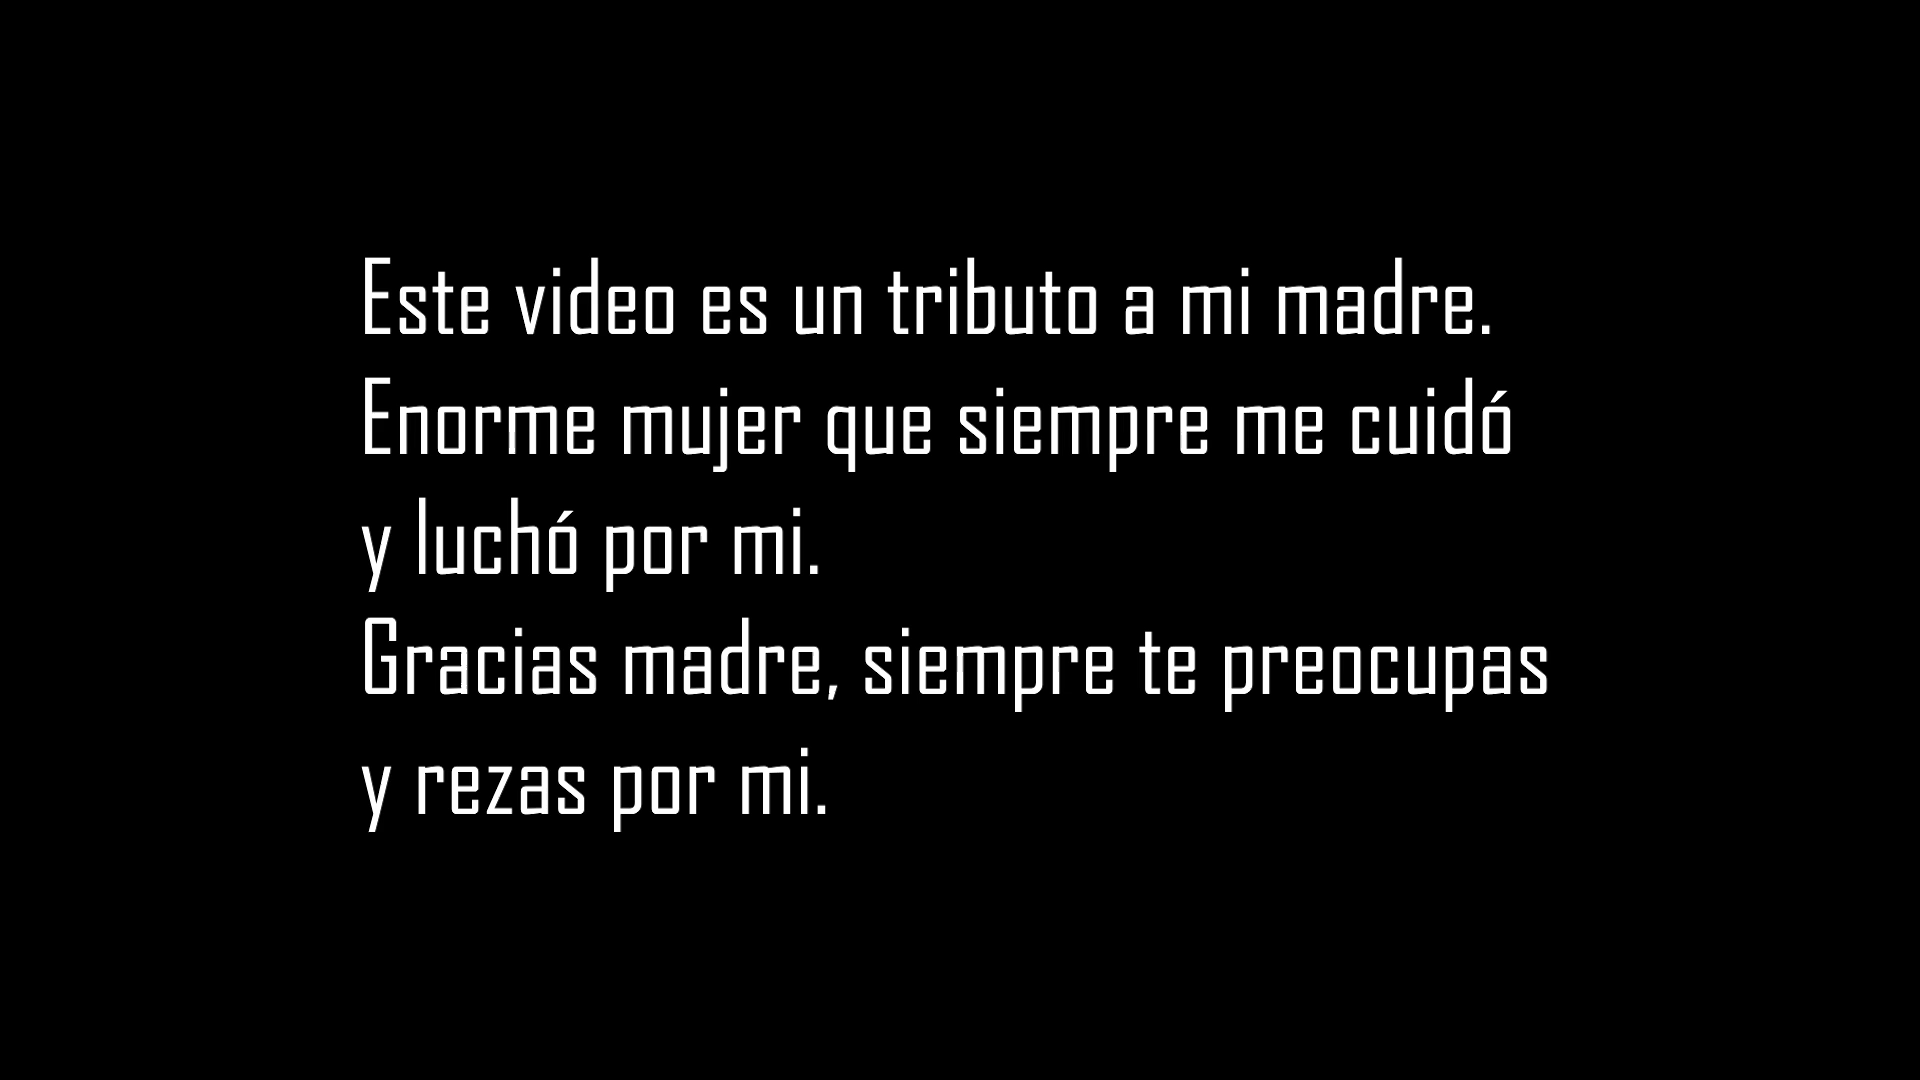 Este video es un tributo a mi madre.
Enorme mujer que siempre me cuidó
y luchó por mi.
Gracias madre, siempre te preocupas
y rezas por mi.